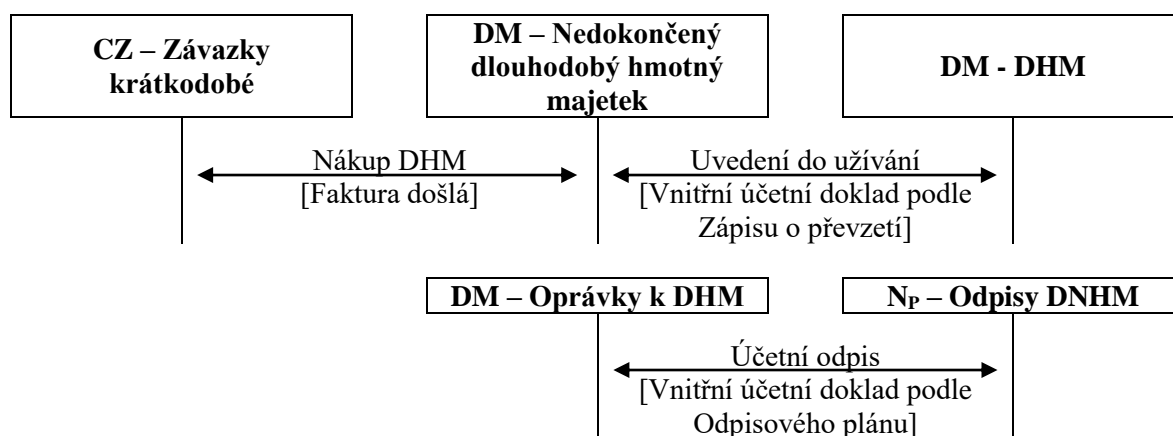 CZ – Závazky
krátkodobé
DM – Nedokončený
dlouhodobý hmotný
majetek
DM - DHM
Nákup DHM
[Faktura došlá]
Uvedení do užívání
[Vnitřní účetní doklad podle
Zápisu o převzetí]
DM – Oprávky k DHM
NP – Odpisy DNHM
Účetní odpis
[Vnitřní účetní doklad podle
Odpisového plánu]